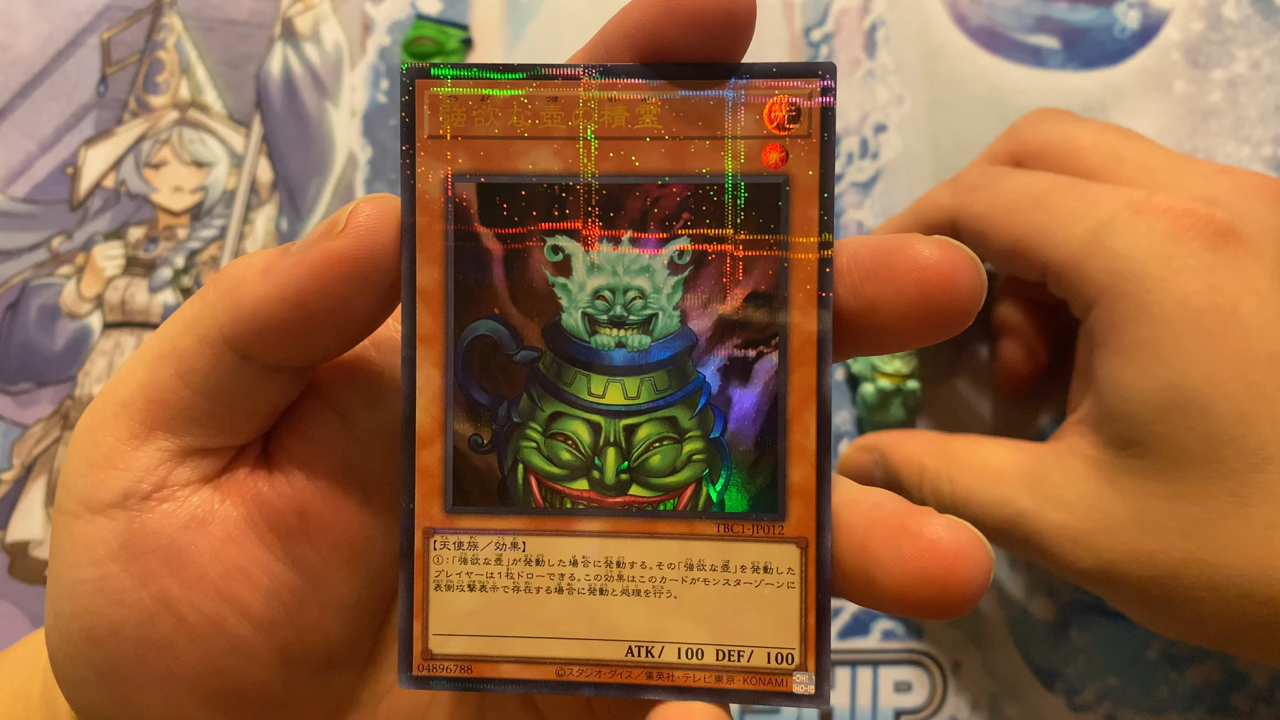 強欲な壺の精霊
光
TBC1-JP012
【天使族/効果】
①:「強欲な壺」が発動した場合に発動する。その「強欲な壺」を発動した
プレイヤーは1枚ドローできる。この効果はこのカードがモンスターゾーンに
表側攻撃表示で存在する場合に発動と処理を行う。
ATK/ 100 DEF/ 100
04896788
©スタジオ・ダイス/集英社・テレビ東京・KONAMI